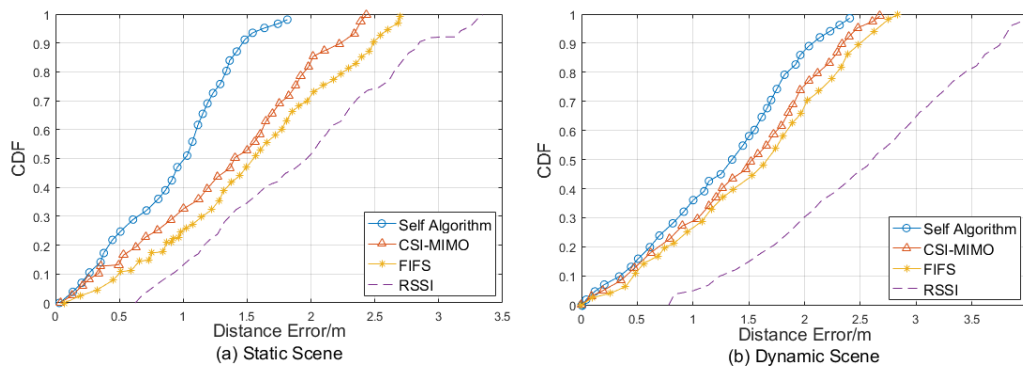 1
0.9
0.8
0.7
0.6
0.5
0.4
0.3
0.2
0.1
0
CDF
0 0.5 1 1.5 2 2.5 3 3.5
Distance Error/m
(a) Static Scene
Self Algorithm
CSI-MIMO
FIFS
RSSI
1
0.9
0.8
0.7
0.6
0.5
0.4
0.3
0.2
0.1
0
CDF
0 0.5 1 1.5 2 2.5 3 3.5
Distance Error/m
(b) Dynamic Scene
Self Algorithm
CSI-MIMO
FIFS
RSSI